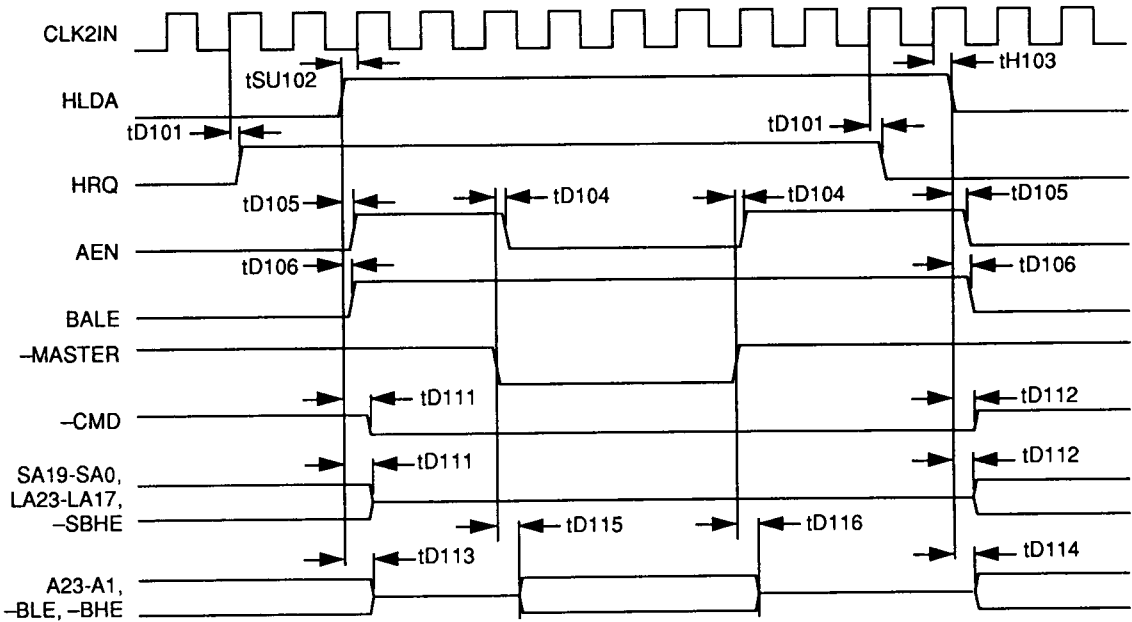 CLK2IN
tSU102
tH103
HLDA
tD101
tD101
HRQ
tD105
tD104
tD104
tD105
AEN
tD106
tD106
BALE
–MASTER
tD111
tD112
–CMD
tD111
tD112
SA19-SA0,
LA23-LA17,
–SBHE
tD115
tD116
tD113
tD114
A23-A1,
–BLE, –BHE